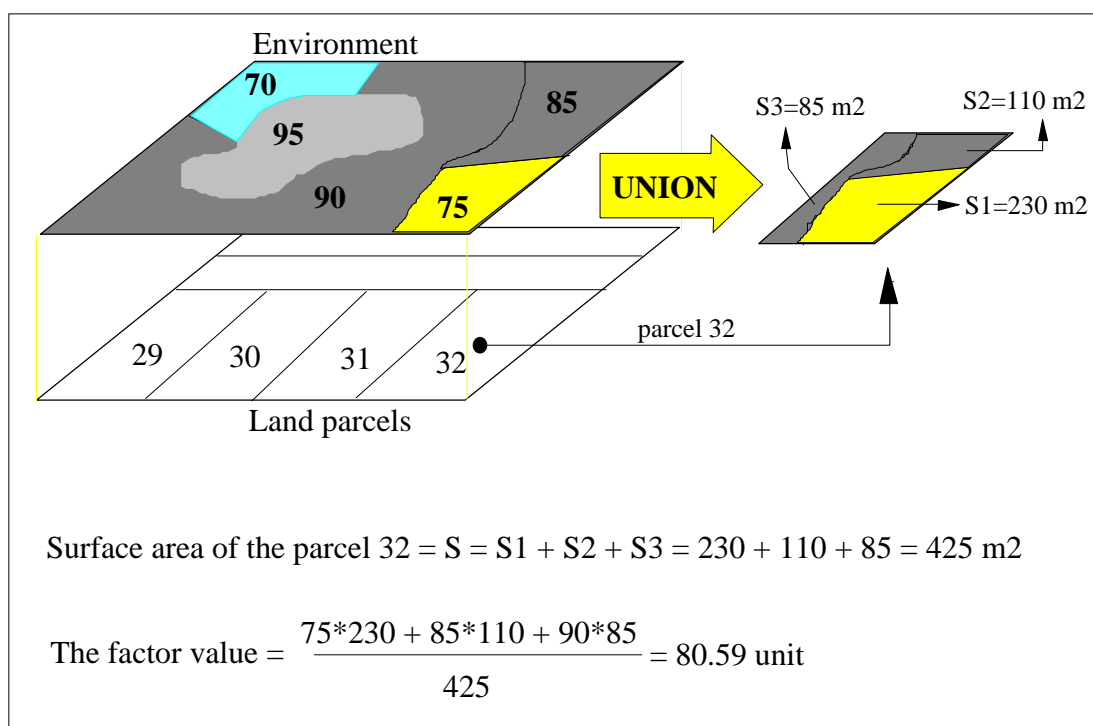 Environment
70
85
95
90
75
UNION
S3=85 m2
S2=110 m2
S1=230 m2
parcel 32
29
30
31
32
Land parcels
Surface area of the parcel 32 = S = S1 + S2 + S3 = 230 + 110 + 85 = 425 m2
75*230 + 85*110 + 90*85
The factor value = = 80.59 unit
425